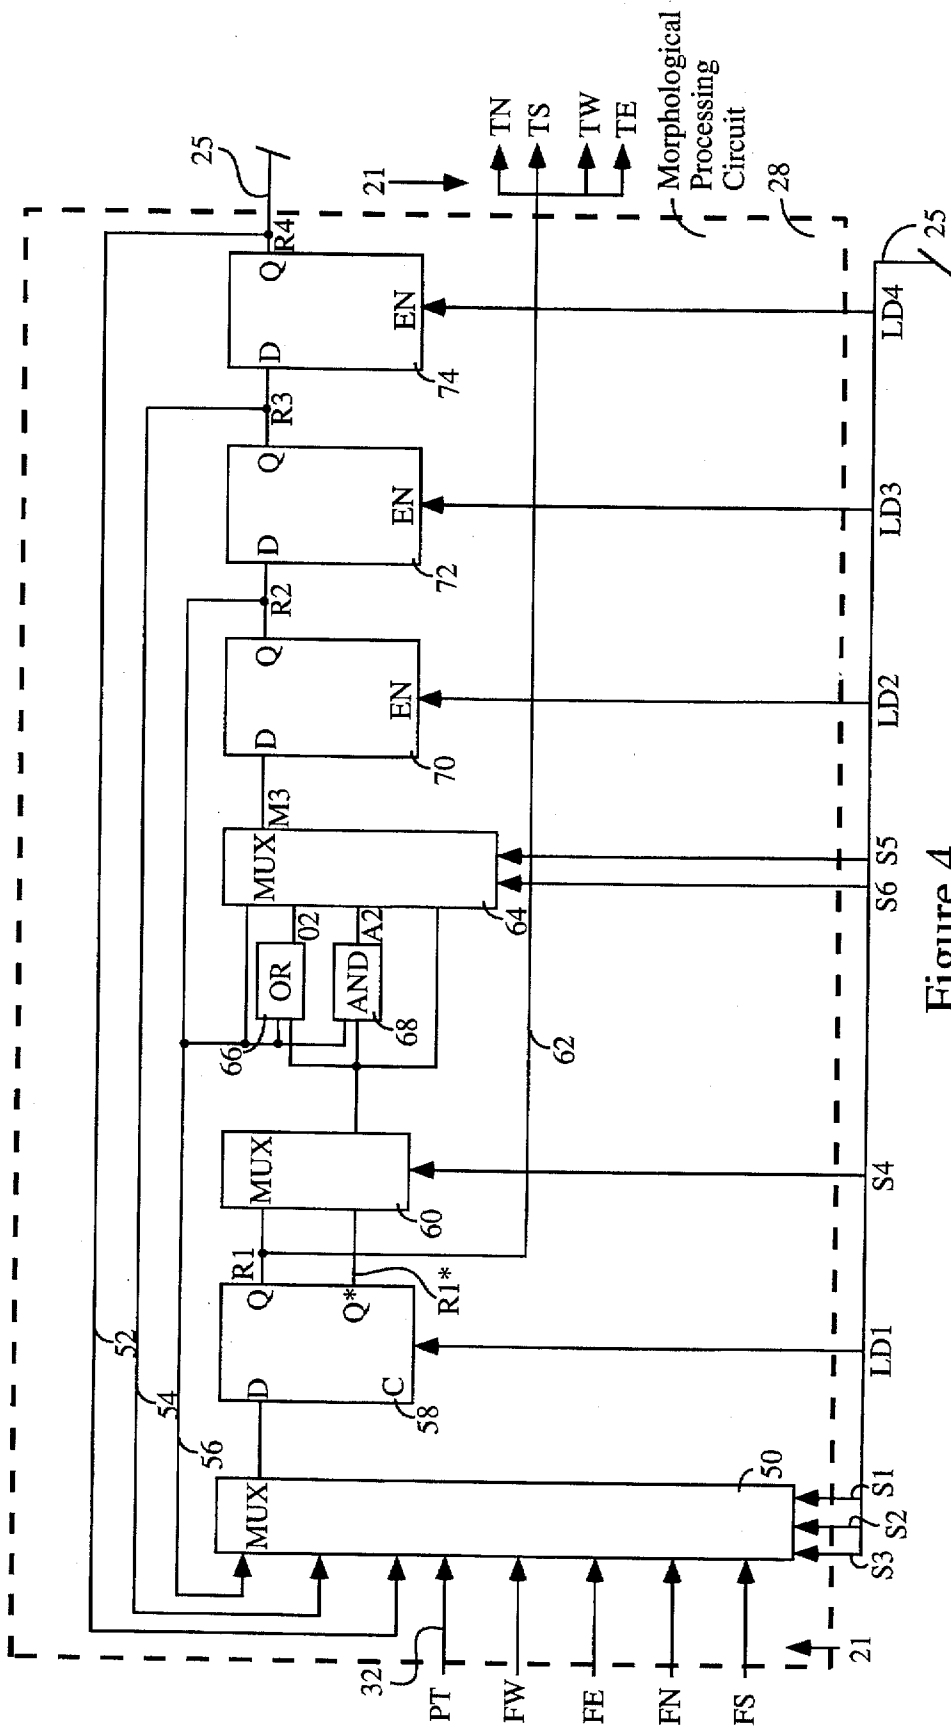 25
R4
Q
D
EN
74
R3
Q
D
EN
72
R2
Q
D
EN
70
M3
MUX
64
02
OR
66
A2
AND
68
MUX
60
R1
R1*
Q
Q*
D
C
58
MUX
50
52
54
56
62
32
PT
FW
FE
FN
FS
21
TN
TS
TW
TE
21
Morphological
Processing
Circuit
28
S3
S2
S1
LD1
S4
S6
S5
LD2
LD3
LD4
25
Figure 4